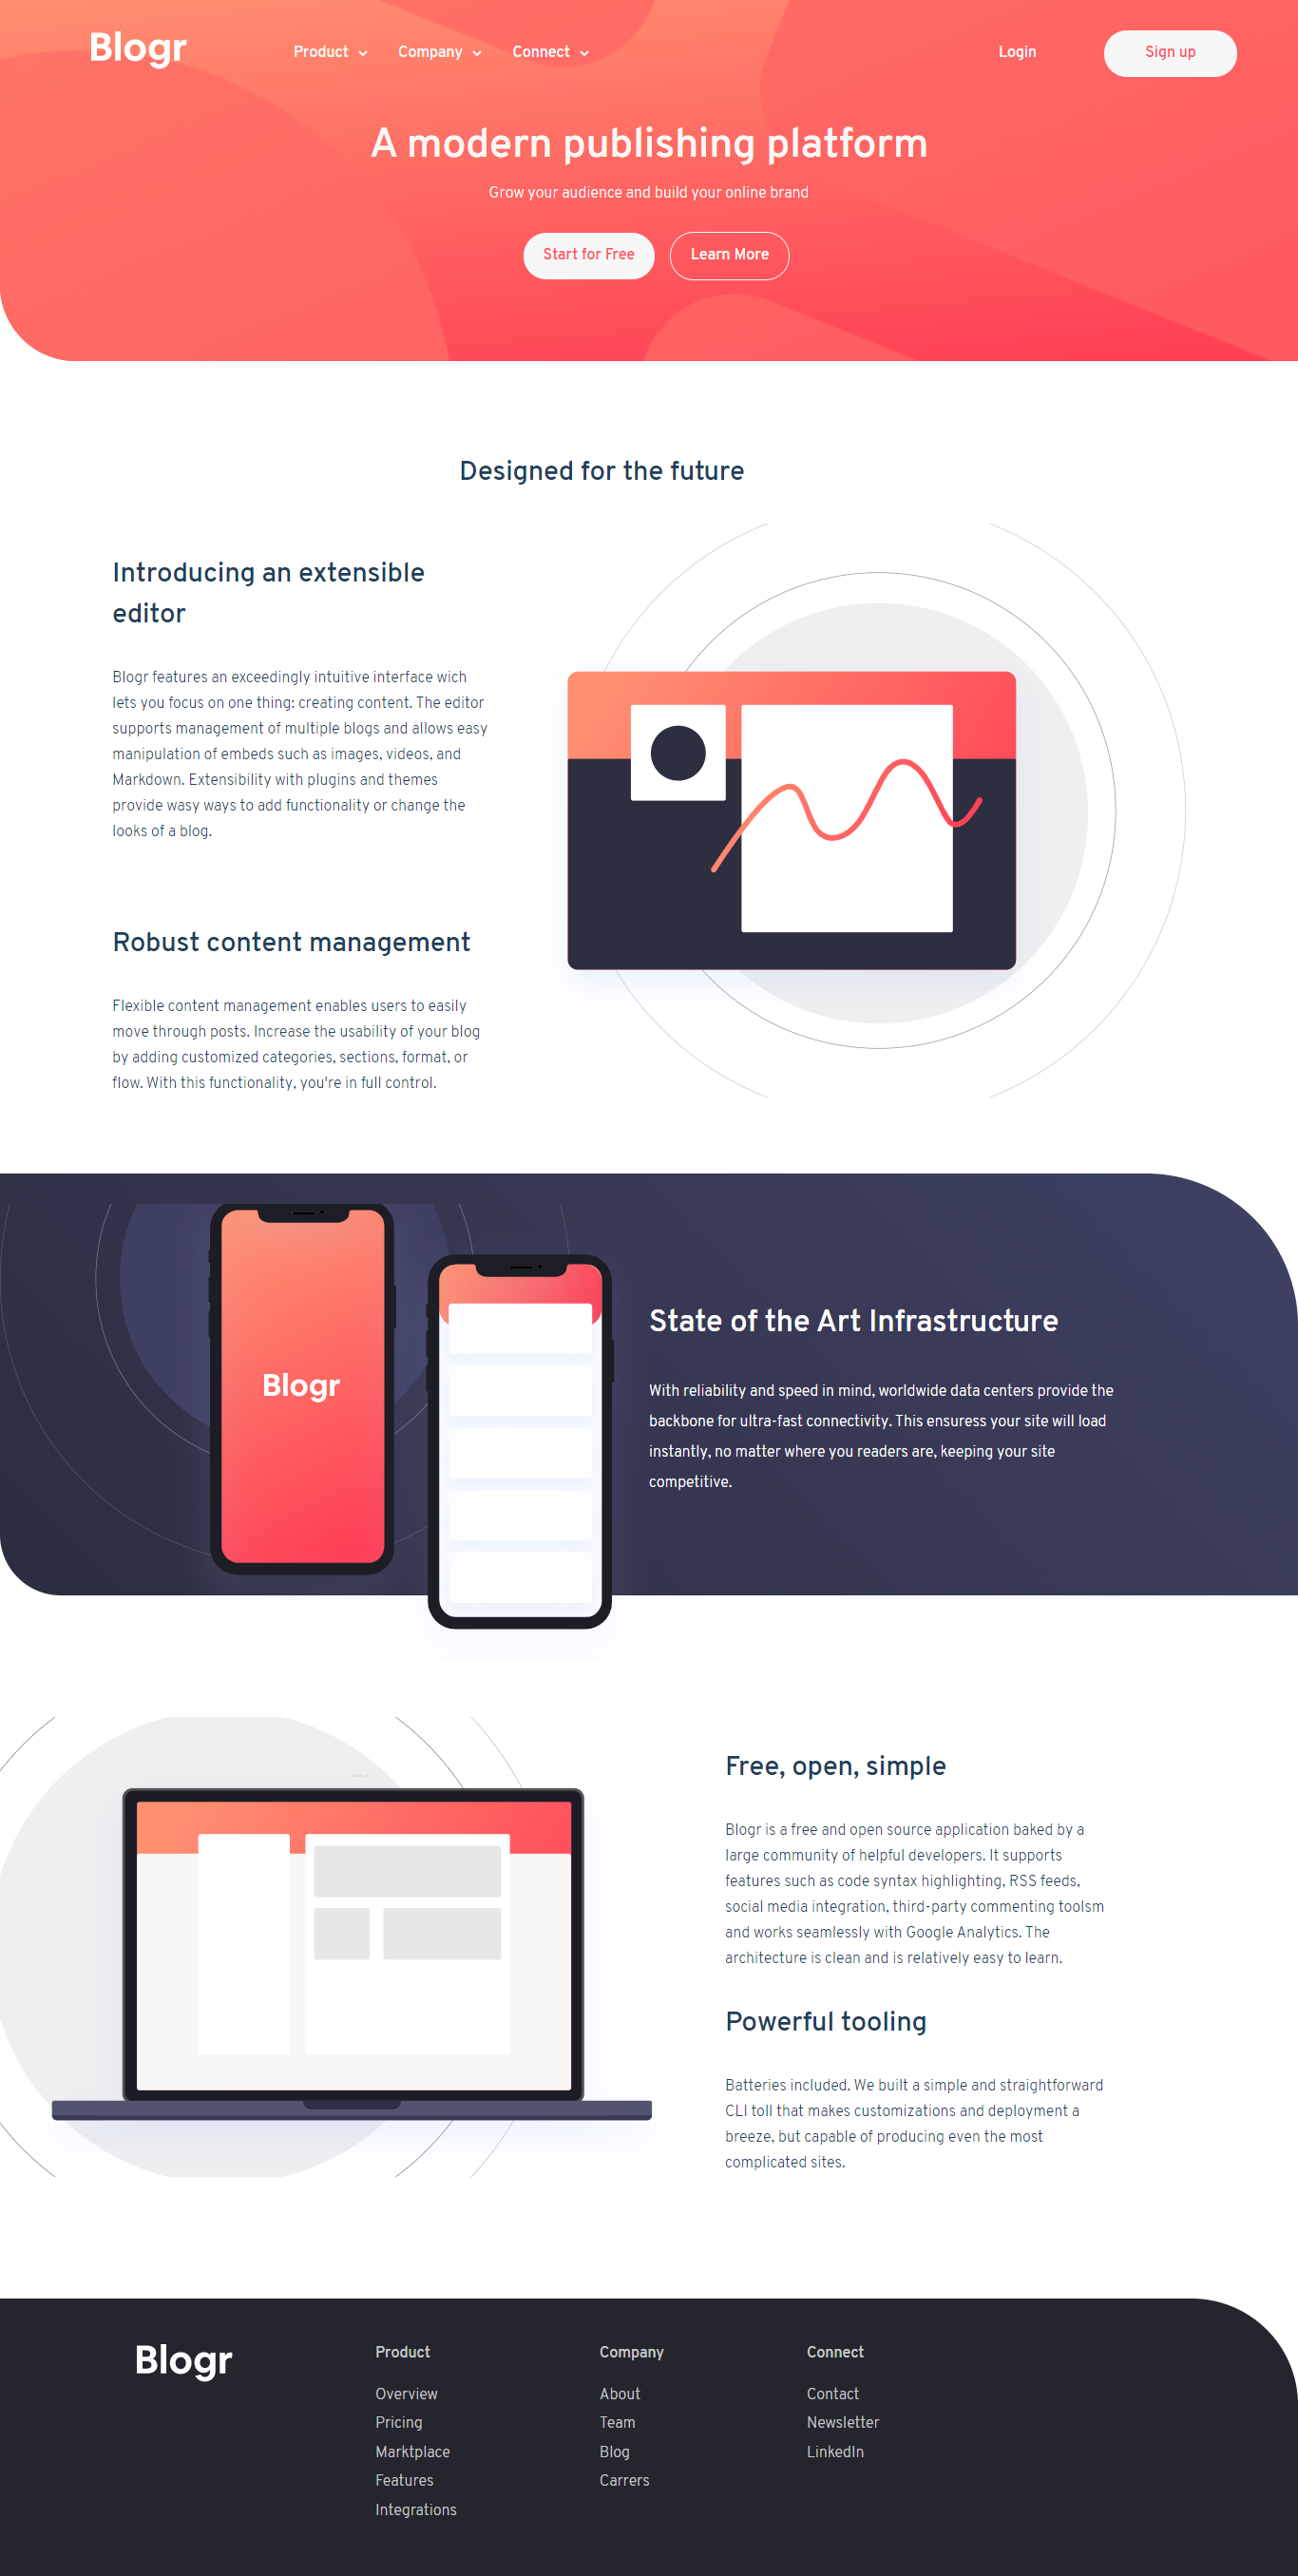 Blogr
Product
Company
Connect
Login
Sign up
A modern publishing platform
Grow your audience and build your online brand
Start for Free
Learn More
Designed for the future
Introducing an extensible
editor
Blogr features an exceedingly intuitive interface wich
lets you focus on one thing: creating content. The editor
supports management of multiple blogs and allows easy
manipulation of embeds such as images, videos, and
Markdown. Extensibility with plugins and themes
provide wasy ways to add functionality or change the
looks of a blog.
Robust content management
Flexible content management enables users to easily
move through posts. Increase the usability of your blog
by adding customized categories, sections, format, or
flow. With this functionality, you're in full control.
Blogr
State of the Art Infrastructure
With reliability and speed in mind, worldwide data centers provide the
backbone for ultra-fast connectivity. This ensuress your site will load
instantly, no matter where you readers are, keeping your site
competitive.
Free, open, simple
Blogr is a free and open source application baked by a
large community of helpful developers. It supports
features such as code syntax highlighting, RSS feeds,
social media integration, third-party commenting toolsm
and works seamlessly with Google Analytics. The
architecture is clean and is relatively easy to learn.
Powerful tooling
Batteries included. We built a simple and straightforward
CLI toll that makes customizations and deployment a
breeze, but capable of producing even the most
complicated sites.
Blogr
Product
Overview
Pricing
Marktplace
Features
Integrations
Company
About
Team
Blog
Carrers
Connect
Contact
Newsletter
LinkedIn